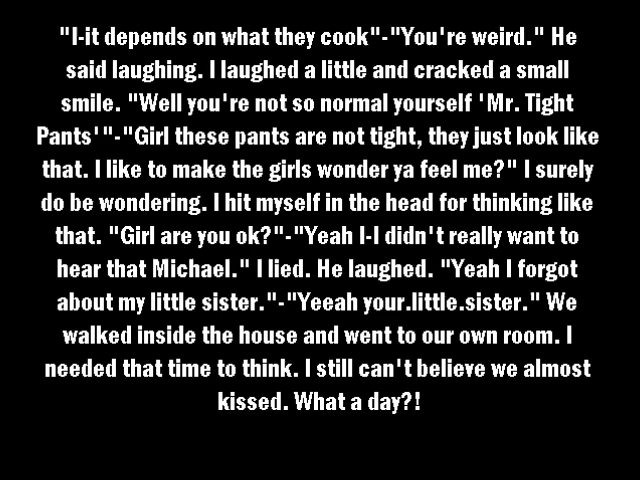 "I-it depends on what they cook"-"You're weird." He
said laughing. I laughed a little and cracked a small
smile. "Well you're not so normal yourself 'Mr. Tight
Pants'"-"Girl these pants are not tight, they just look like
that. I like to make the girls wonder ya feel me?" I surely
do be wondering. I hit myself in the head for thinking like
that. "Girl are you ok?"-"Yeah I-I didn't really want to
hear that Michael." I lied. He laughed. "Yeah I forgot
about my little sister."-"Yeeah your.little.sister." We
walked inside the house and went to our own room. I
needed that time to think. I still can't believe we almost
kissed. What a day?!